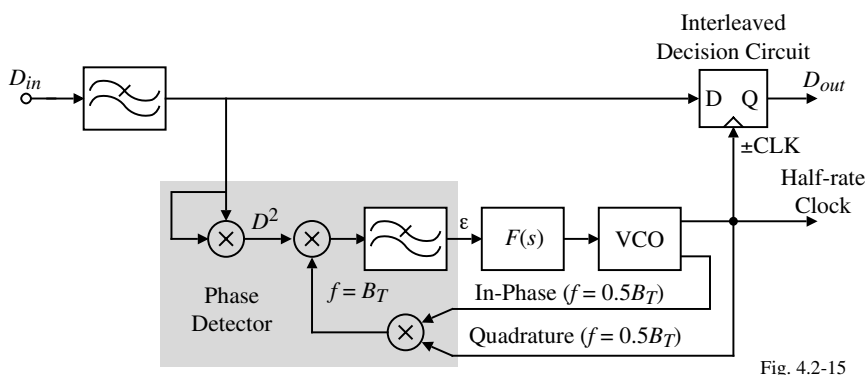 Interleaved
Decision Circuit
D_in
D Q
D_out
±CLK
Half-rate
Clock
D^2
ε
F(s)
VCO
f = B_T
Phase
Detector
In-Phase (f = 0.5B_T)
Quadrature (f = 0.5B_T)
Fig. 4.2-15